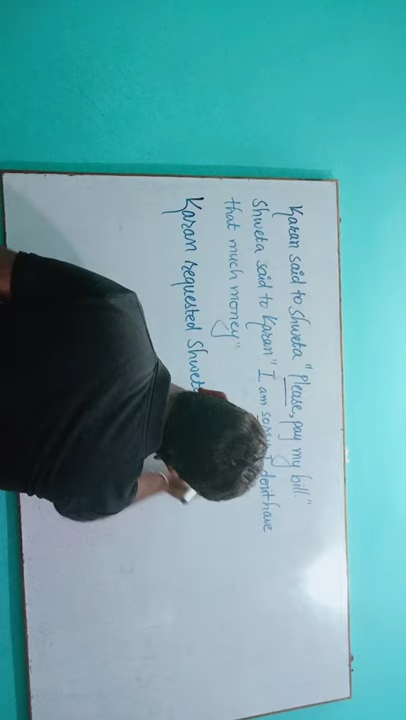 Karan said to Shweta "Please, pay my bill."
Shweta said to Karan "I am sorry I don't have
that much money"
Karan requested Shweta